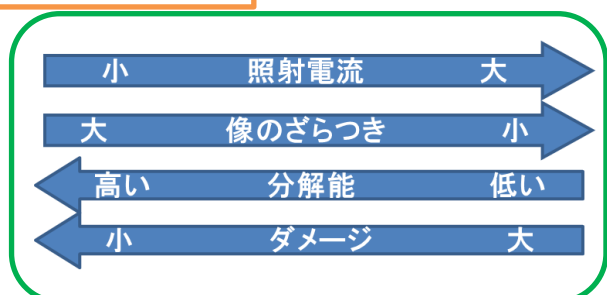 小 照射電流 大
大 像のざらつき 小
高い 分解能 低い
小 ダメージ 大